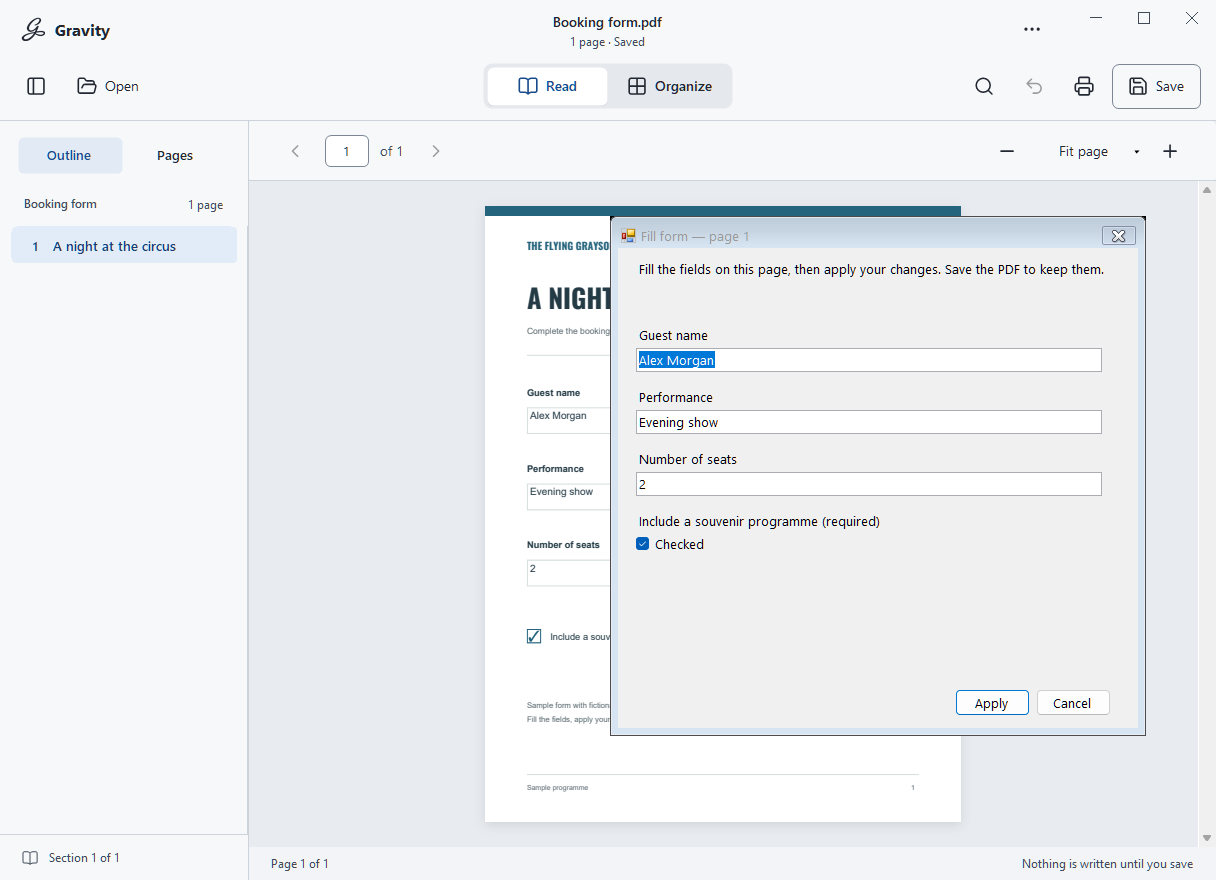 Gravity
Booking form.pdf
1 page · Saved
Open
Read
Organize
Save
Outline
Pages
1
of 1
Fit page
Booking form
1 page
1 A night at the circus
THE FLYING GRAYSO
A NIGHT
Complete the booking
Guest name
Alex Morgan
Performance
Evening show
Number of seats
2
Include a souv
Sample form with fiction
Fill the fields, apply your
Sample programme
1
Fill form — page 1
Fill the fields on this page, then apply your changes. Save the PDF to keep them.
Guest name
Alex Morgan
Performance
Evening show
Number of seats
2
Include a souvenir programme (required)
Checked
Apply
Cancel
Section 1 of 1
Page 1 of 1
Nothing is written until you save